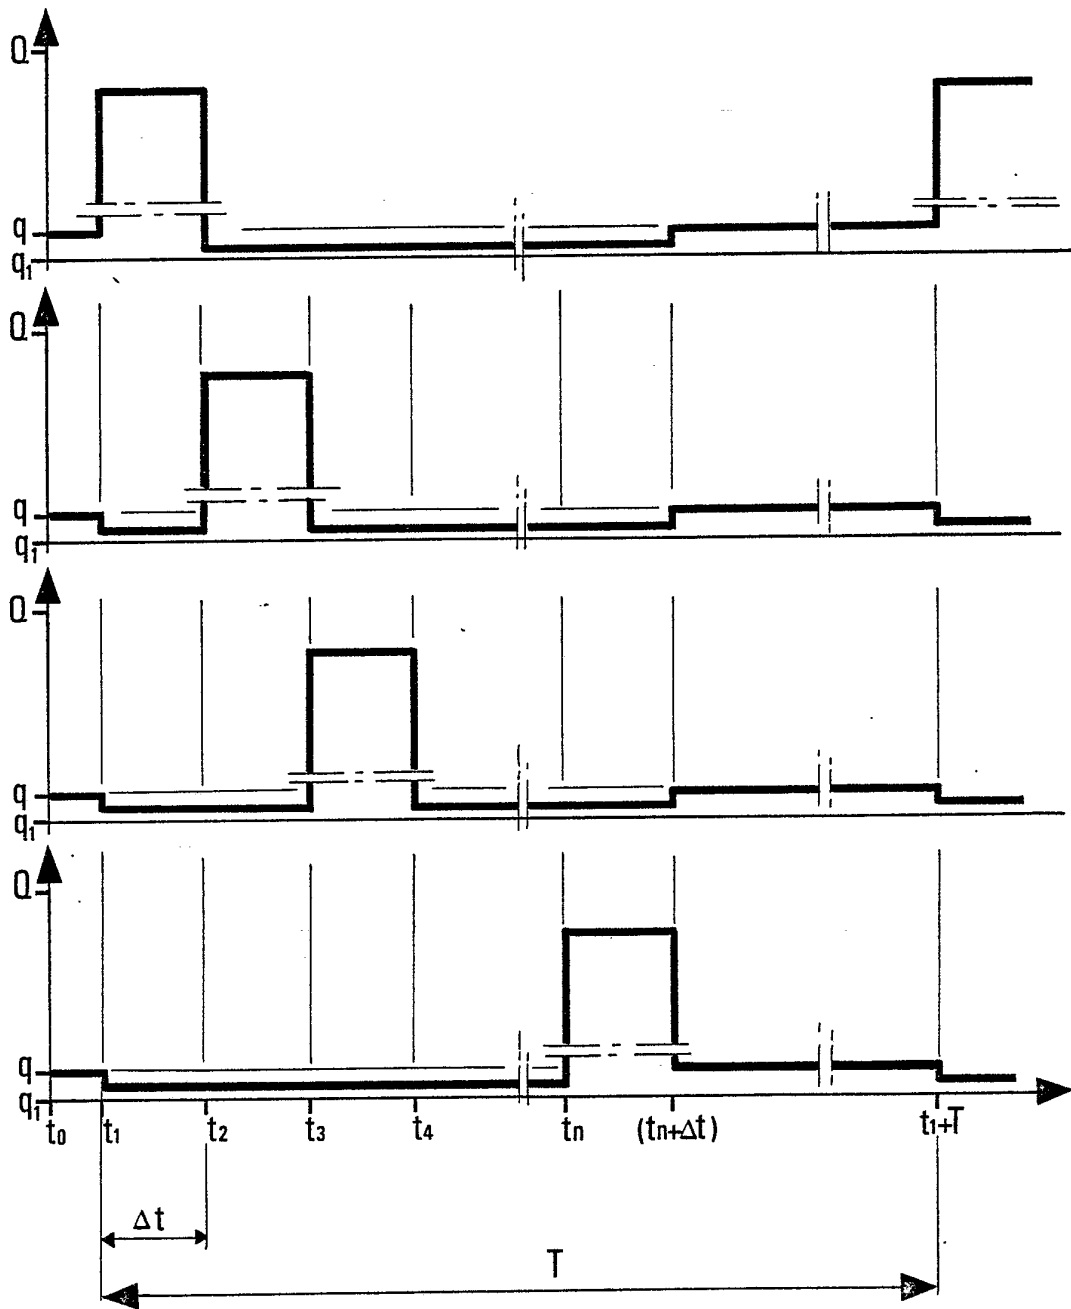 Q
q
q₁
Q
q
q₁
Q
q
q₁
Q
q
q₁
t₀ t₁ t₂ t₃ t₄ tₙ (tₙ+Δt) t₁+T
Δt
T